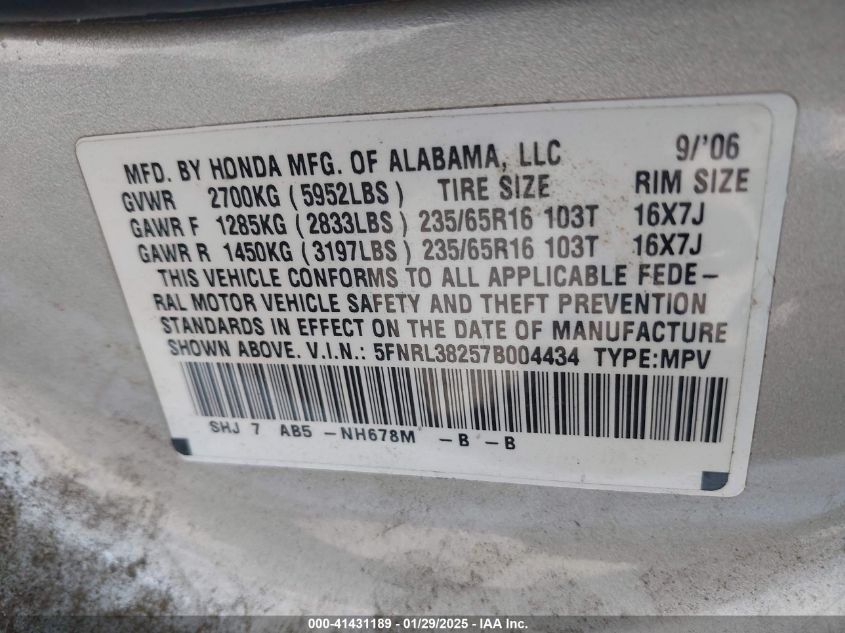 MFD. BY HONDA MFG. OF ALABAMA, LLC 9/'06
GVWR 2700KG (5952LBS) TIRE SIZE RIM SIZE
GAWR F 1285KG (2833LBS) 235/65R16 103T 16X7J
GAWR R 1450KG (3197LBS) 235/65R16 103T 16X7J
THIS VEHICLE CONFORMS TO ALL APPLICABLE FEDE-
RAL MOTOR VEHICLE SAFETY AND THEFT PREVENTION
STANDARDS IN EFFECT ON THE DATE OF MANUFACTURE
SHOWN ABOVE. V.I.N.: 5FNRL38257B004434 TYPE:MPV
SHJ 7 AB5 -NH678M -B -B
000-41431189 - 01/29/2025 - IAA Inc.